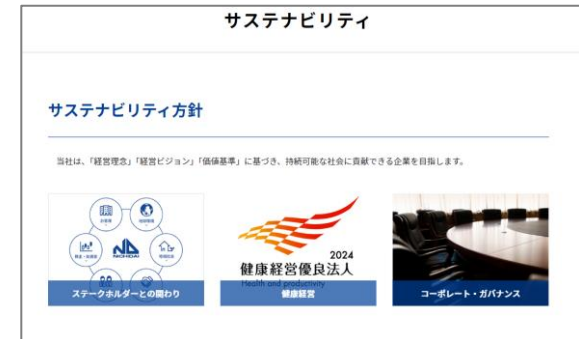 サステナビリティ
サステナビリティ方針
当社は、「経営理念」「経営ビジョン」「価値基準」に基づき、持続可能な社会に貢献できる企業を目指します。
NICHIDAI
ステークホルダーとの関わり
2024
健康経営優良法人
Health and productivity
健康経営
コーポレート・ガバナンス